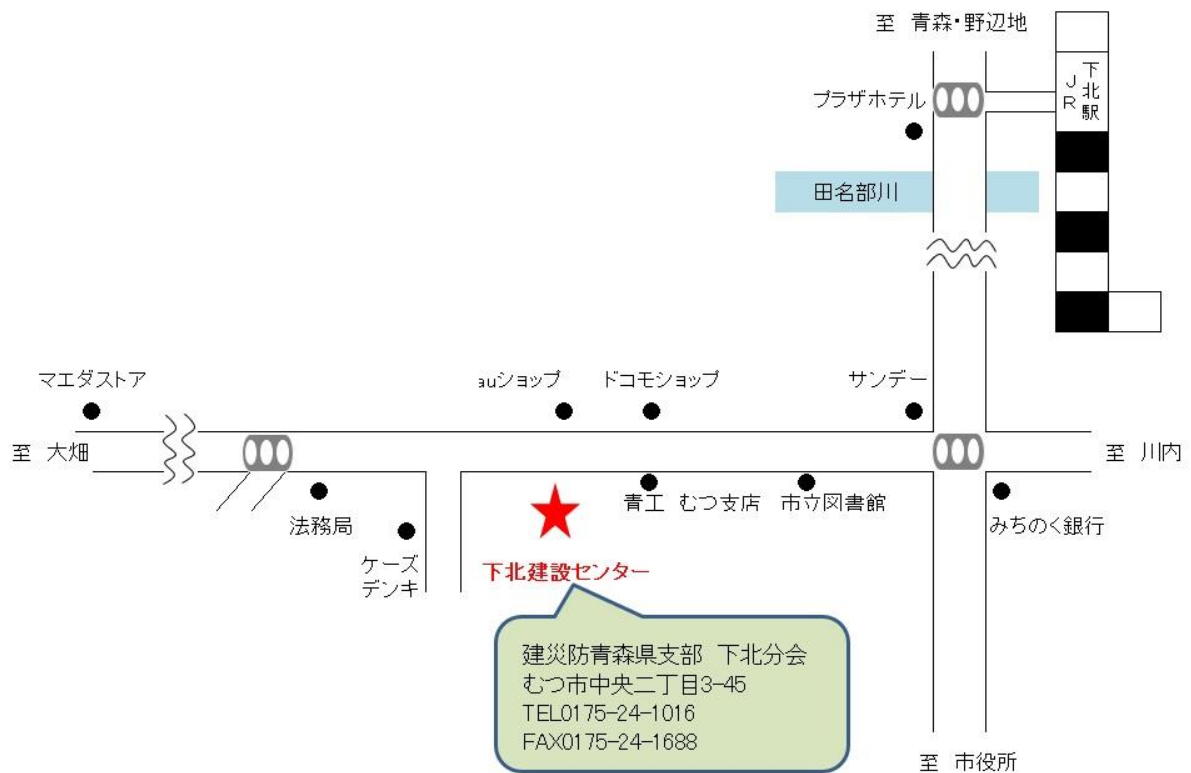 至 青森・野辺地
JR
下北駅
プラザホテル
田名部川
マエダストア
auショップ
ドコモショップ
サンデー
至 大畑
至 川内
法務局
ケーズ
デンキ
青工 むつ支店
市立図書館
みちのく銀行
下北建設センター
建災防青森県支部 下北分会
むつ市中央二丁目3-45
TEL0175-24-1016
FAX0175-24-1688
至 市役所